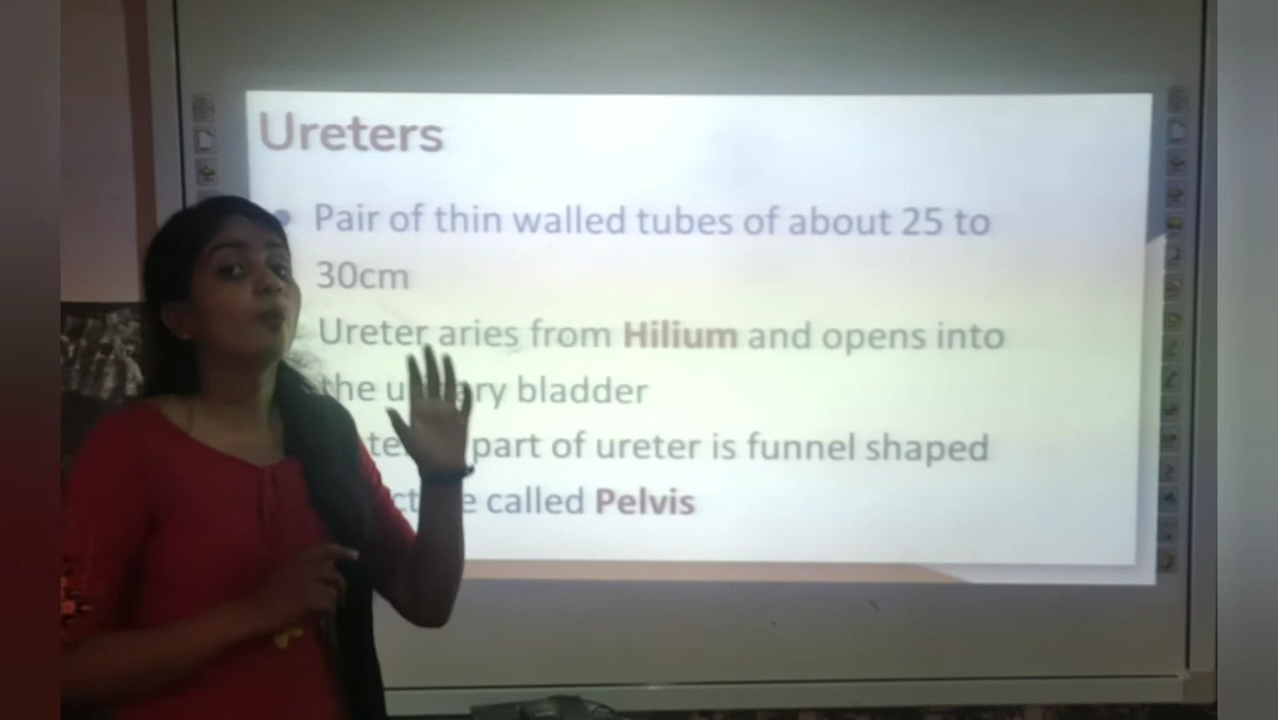 Ureters
Pair of thin walled tubes of about 25 to
30cm
Ureter aries from Hilium and opens into
the bladder
part of ureter is funnel shaped
called Pelvis